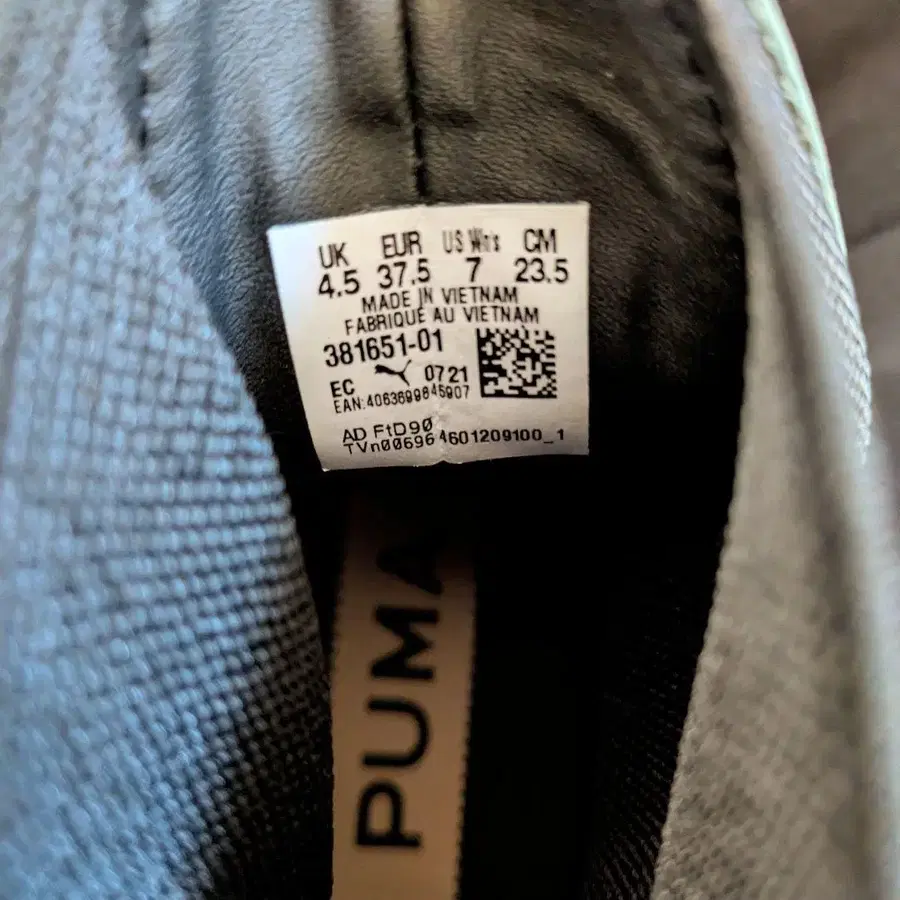 UK EUR US Wn's CM
4.5 37.5 7 23.5
MADE IN VIETNAM
FABRIQUE AU VIETNAM
381651-01
EC 0721
EAN:4063699845907
AD FtD90
TVn006964601209100_1
PUMA